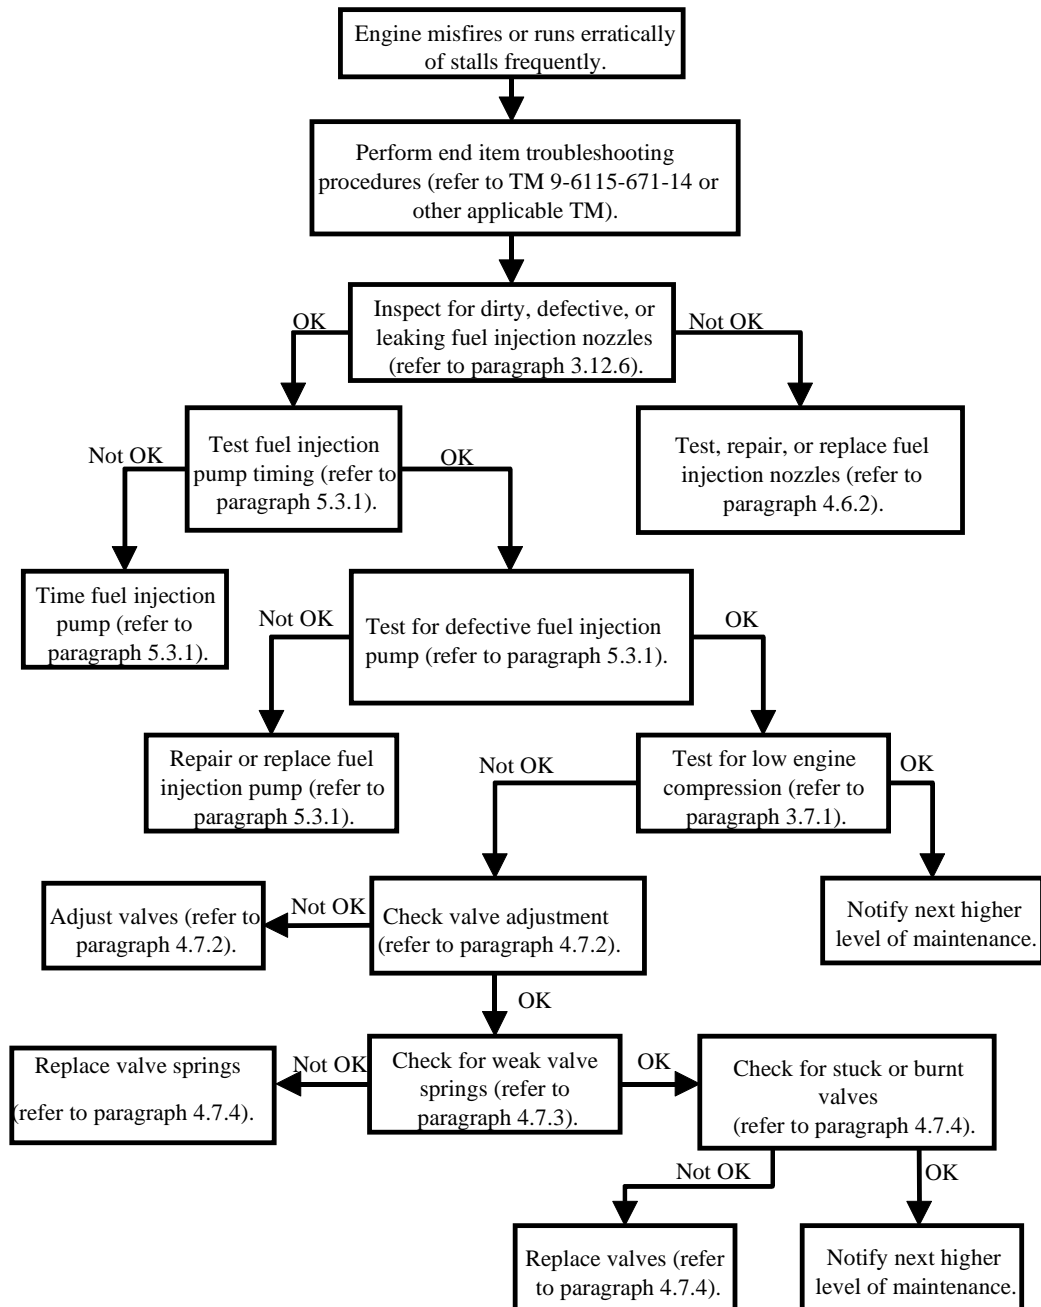 Engine misfires or runs erratically
of stalls frequently.
Perform end item troubleshooting
procedures (refer to TM 9-6115-671-14 or
other applicable TM).
Inspect for dirty, defective, or
leaking fuel injection nozzles
(refer to paragraph 3.12.6).
OK
Not OK
Test fuel injection
pump timing (refer to
paragraph 5.3.1).
Test, repair, or replace fuel
injection nozzles (refer to
paragraph 4.6.2).
Not OK
OK
Time fuel injection
pump (refer to
paragraph 5.3.1).
Test for defective fuel injection
pump (refer to paragraph 5.3.1).
Not OK
OK
Repair or replace fuel
injection pump (refer to
paragraph 5.3.1).
Test for low engine
compression (refer to
paragraph 3.7.1).
Not OK
OK
Adjust valves (refer to
paragraph 4.7.2).
Not OK
Check valve adjustment
(refer to paragraph 4.7.2).
Notify next higher
level of maintenance.
OK
Replace valve springs
(refer to paragraph 4.7.4).
Not OK
Check for weak valve
springs (refer to
paragraph 4.7.3).
OK
Check for stuck or burnt
valves
(refer to paragraph 4.7.4).
Not OK
OK
Replace valves (refer
to paragraph 4.7.4).
Notify next higher
level of maintenance.